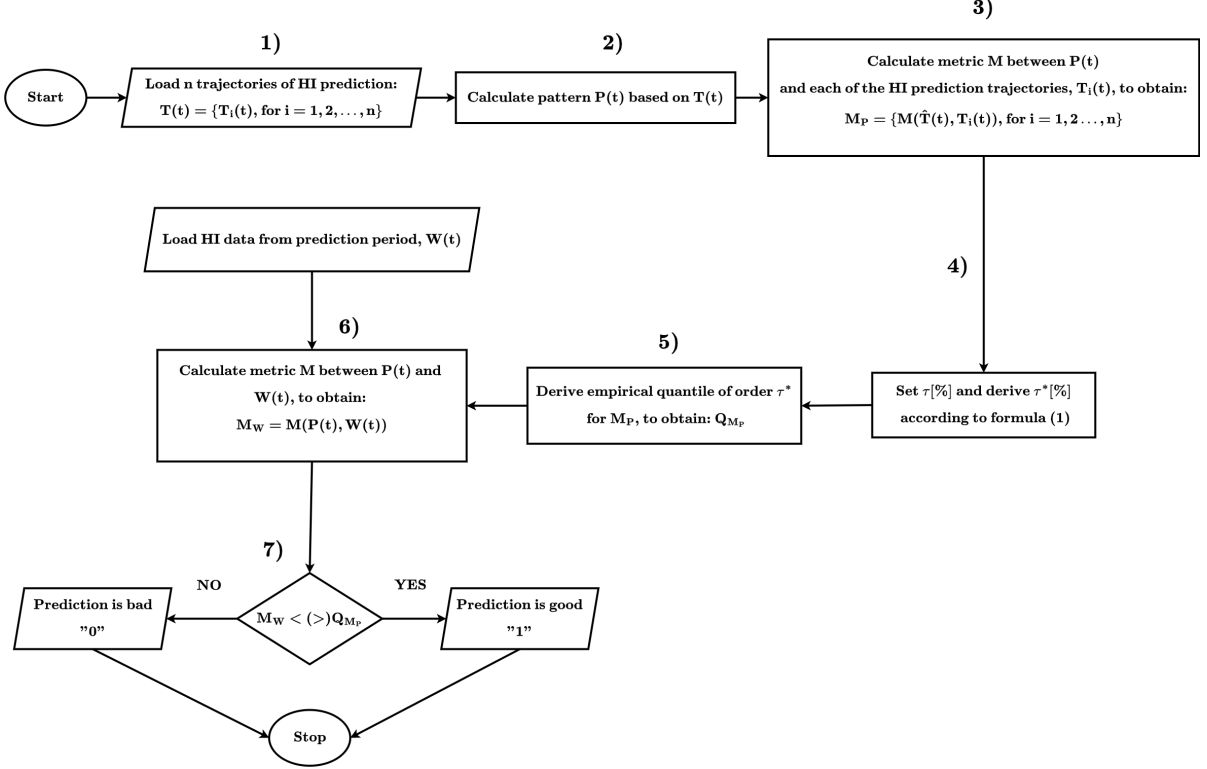 Start
1)
Load n trajectories of HI prediction:
T(t) = {Tᵢ(t), for i = 1, 2, . . . , n}
2)
Calculate pattern P(t) based on T(t)
3)
Calculate metric M between P(t)
and each of the HI prediction trajectories, Tᵢ(t), to obtain:
M_P = {M(T̂(t), Tᵢ(t)), for i = 1, 2 . . . , n}
4)
Set τ[%] and derive τ*[%]
according to formula (1)
5)
Derive empirical quantile of order τ*
for M_P, to obtain: Q_{M_P}
Load HI data from prediction period, W(t)
6)
Calculate metric M between P(t) and
W(t), to obtain:
M_W = M(P(t), W(t))
7)
M_W < (>)Q_{M_P}
NO
Prediction is bad
”0”
YES
Prediction is good
”1”
Stop